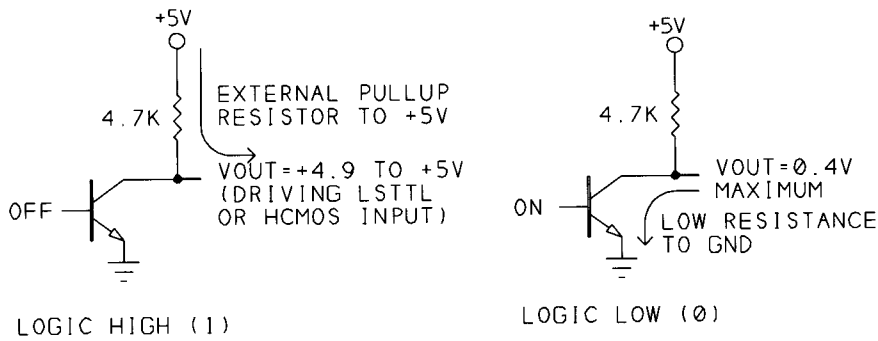 +5V
EXTERNAL PULLUP
RESISTOR TO +5V
4.7K
VOUT=+4.9 TO +5V
(DRIVING LSTTL
OR HCMOS INPUT)
OFF
LOGIC HIGH (1)
+5V
4.7K
VOUT=0.4V
MAXIMUM
ON
LOW RESISTANCE
TO GND
LOGIC LOW (0)